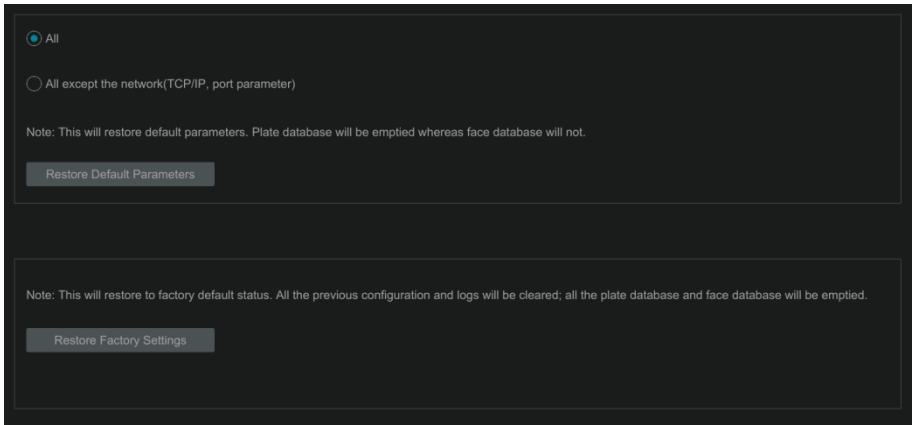 All
All except the network(TCP/IP, port parameter)
Note: This will restore default parameters. Plate database will be emptied whereas face database will not.
Restore Default Parameters
Note: This will restore to factory default status. All the previous configuration and logs will be cleared; all the plate database and face database will be emptied.
Restore Factory Settings